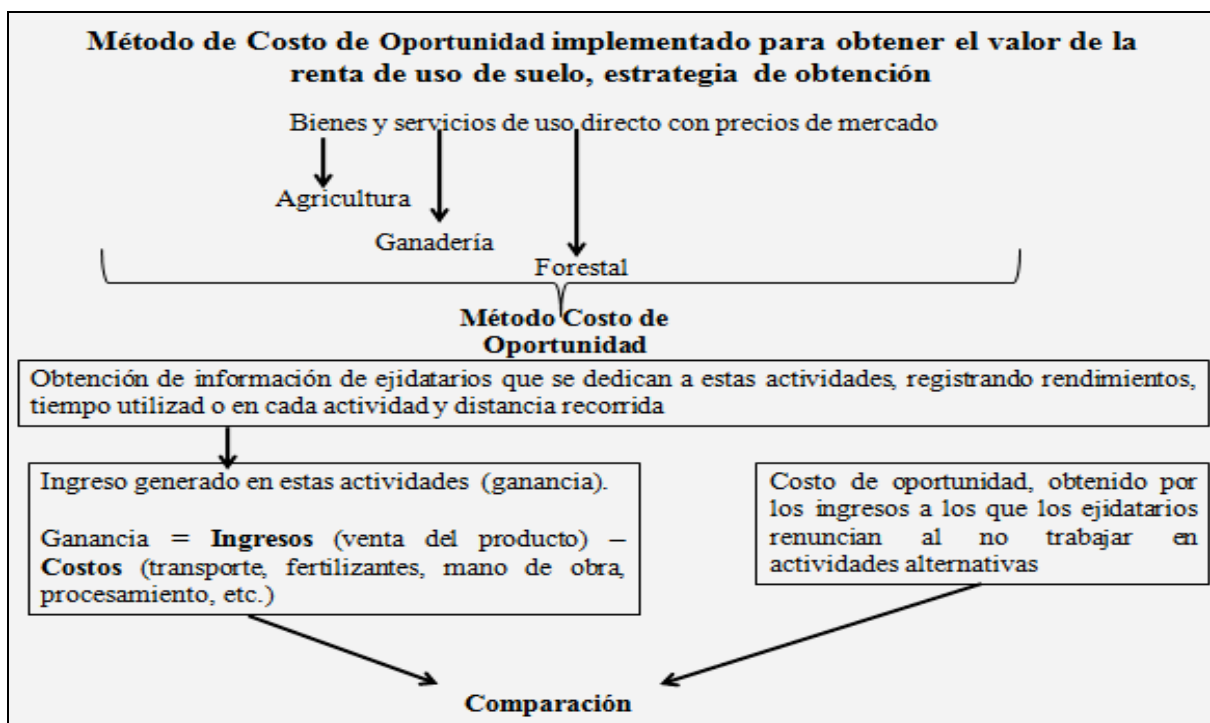 Método de Costo de Oportunidad implementado para obtener el valor de la
renta de uso de suelo, estrategia de obtención
Bienes y servicios de uso directo con precios de mercado
Agricultura
Ganadería
Forestal
Método Costo de
Oportunidad
Obtención de información de ejidatarios que se dedican a estas actividades, registrando rendimientos,
tiempo utilizad o en cada actividad y distancia recorrida
Ingreso generado en estas actividades (ganancia).
Ganancia = Ingresos (venta del producto) –
Costos (transporte, fertilizantes, mano de obra,
procesamiento, etc.)
Costo de oportunidad, obtenido por
los ingresos a los que los ejidatarios
renuncian al no trabajar en
actividades alternativas
Comparación